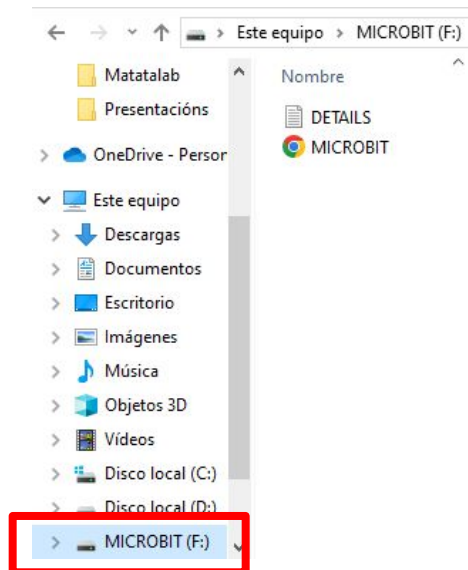 Este equipo > MICROBIT (F:)
Nombre
DETAILS
MICROBIT
Matatalab
Presentacións
OneDrive - Person
Este equipo
Descargas
Documentos
Escritorio
Imágenes
Música
Objetos 3D
Vídeos
Disco local (C:)
Disco local (D:)
MICROBIT (F:)